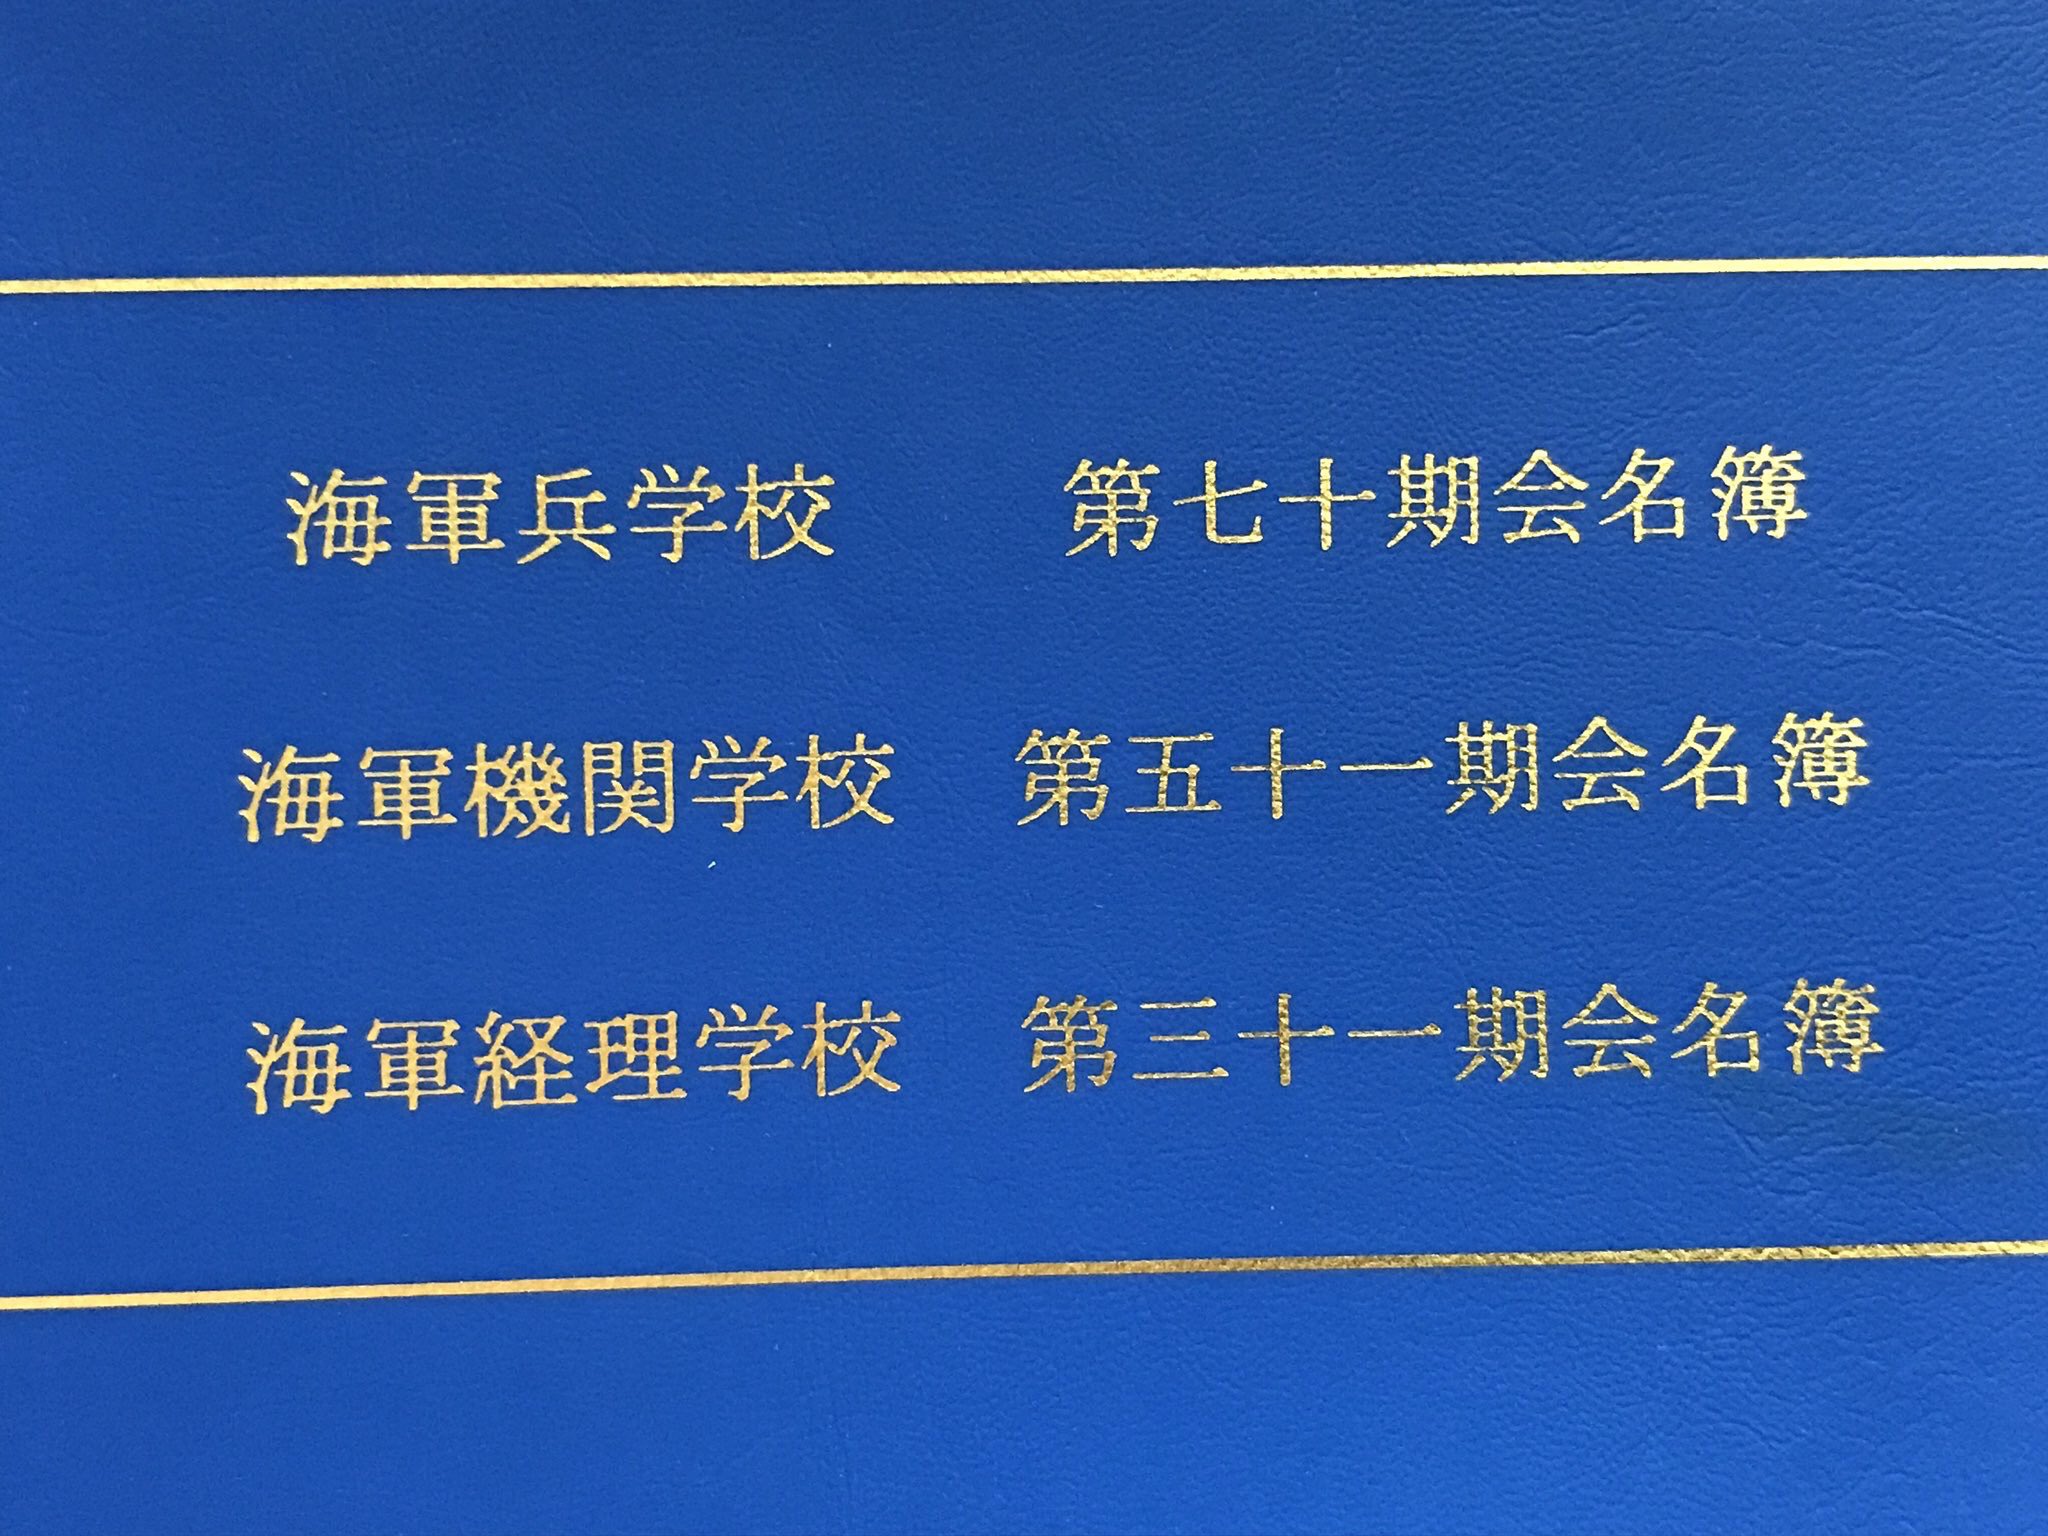 海軍兵学校 第七十期会名簿
海軍機関学校 第五十一期会名簿
海軍経理学校 第三十一期会名簿